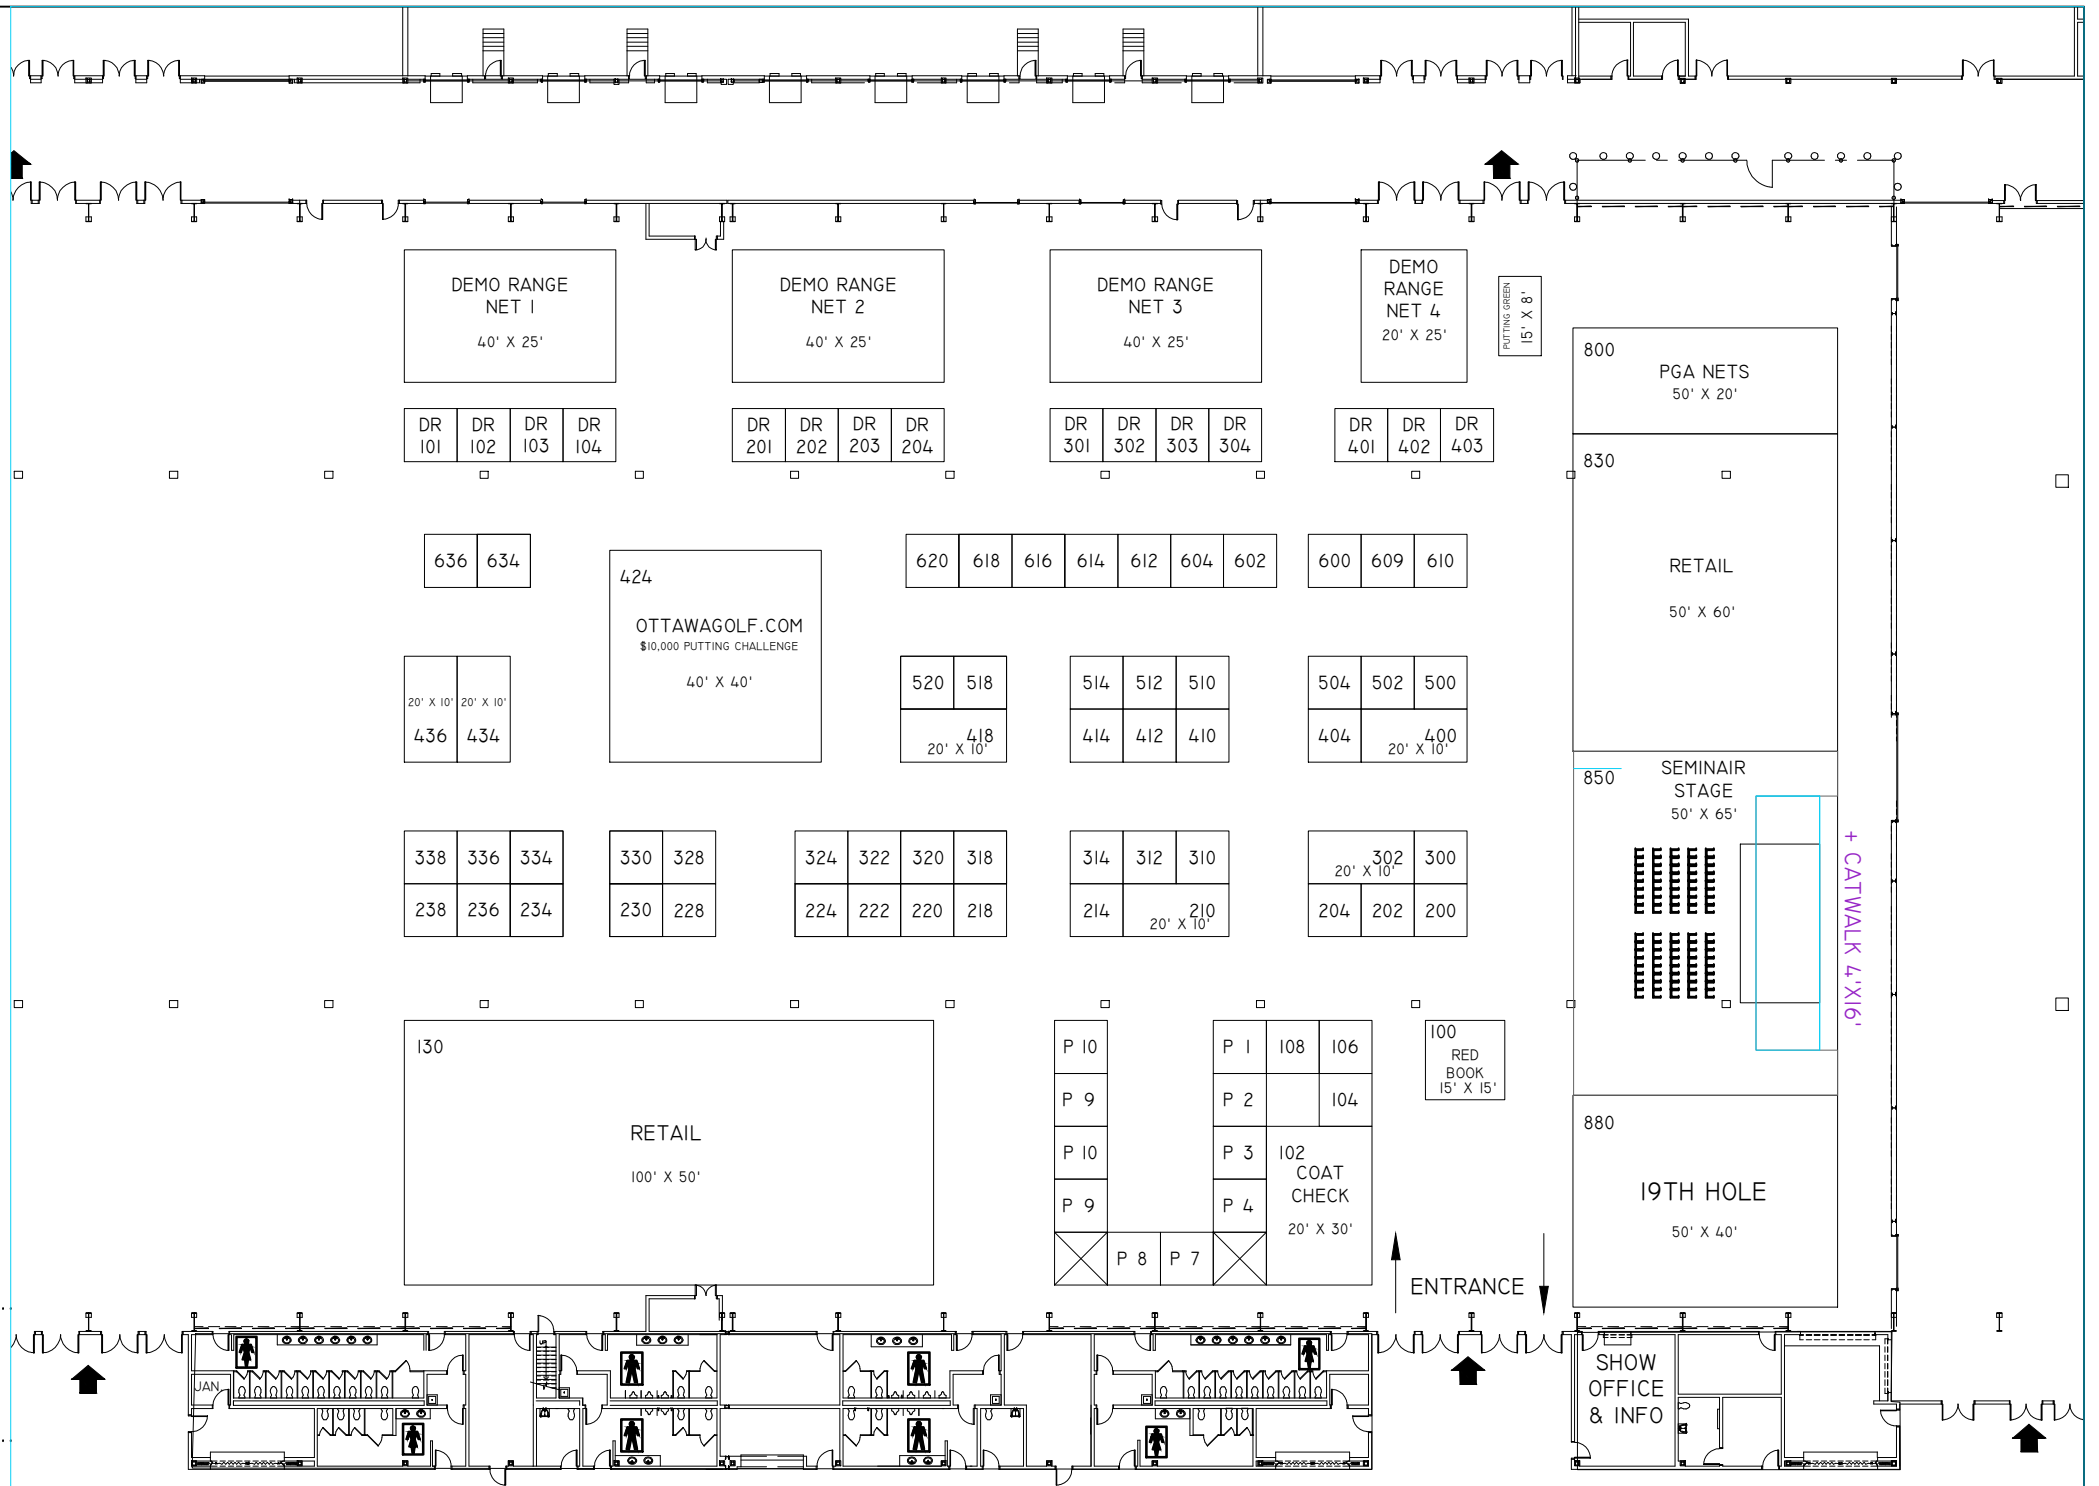 DEMO RANGE
NET 1
40' X 25'
DEMO RANGE
NET 2
40' X 25'
DEMO RANGE
NET 3
40' X 25'
DEMO
RANGE
NET 4
20' X 25'
PUTTING GREEN
15' X 8'
800
PGA NETS
50' X 20'
DR
101
DR
102
DR
103
DR
104
DR
201
DR
202
DR
203
DR
204
DR
301
DR
302
DR
303
DR
304
DR
401
DR
402
DR
403
830
RETAIL
50' X 60'
636
634
424
OTTAWAGOLF.COM
$10,000 PUTTING CHALLENGE
40' X 40'
620
618
616
614
612
604
602
600
609
610
20' X 10'
436
20' X 10'
434
520
518
418
20' X 10'
514
512
510
414
412
410
504
502
500
404
400
20' X 10'
850
SEMINAIR
STAGE
50' X 65'
+ CATWALK 4'X16'
338
336
334
238
236
234
330
328
230
228
324
322
320
318
224
222
220
218
314
312
310
214
210
20' X 10'
302
20' X 10'
300
204
202
200
130
RETAIL
100' X 50'
P 10
P 9
P 10
P 9
P 8
P 7
P 1
P 2
P 3
P 4
108
106
104
102
COAT
CHECK
20' X 30'
100
RED
BOOK
15' X 15'
880
19TH HOLE
50' X 40'
ENTRANCE
JAN.
SHOW
OFFICE
& INFO